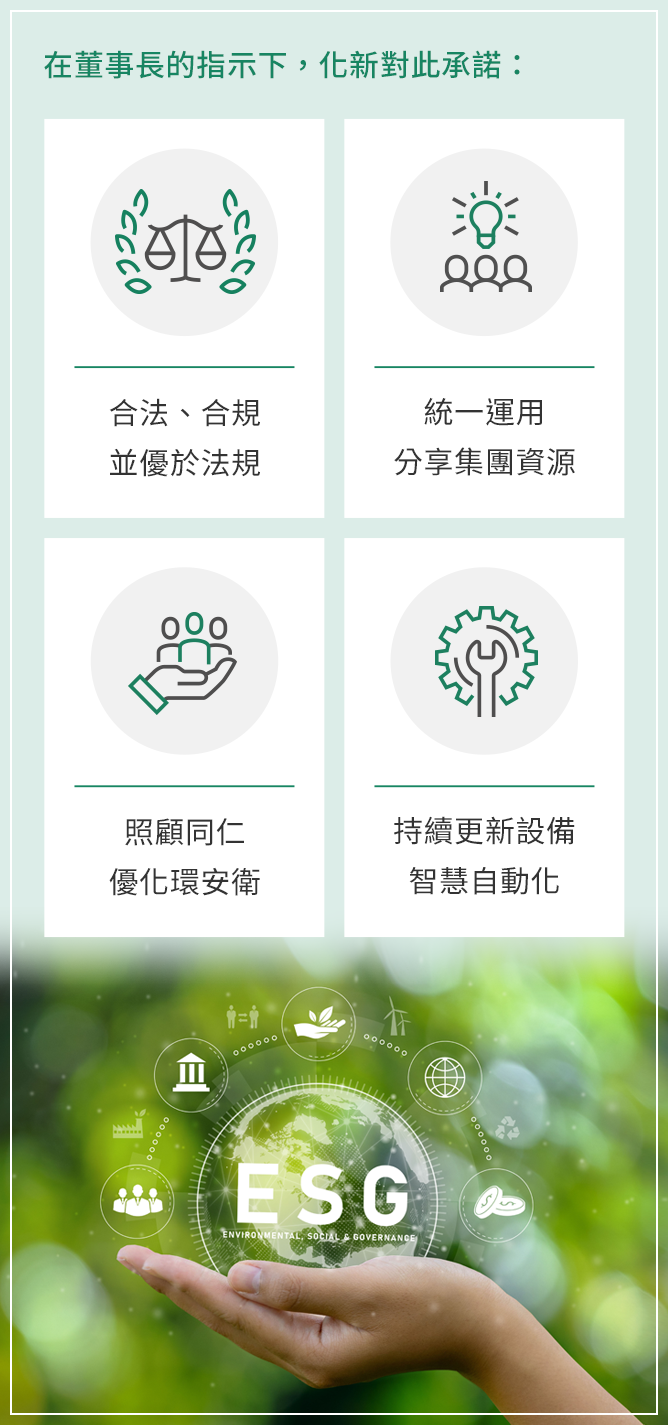 在董事長的指示下，化新對此承諾：
合法、合規
並優於法規
統一運用
分享集團資源
照顧同仁
優化環安衛
持續更新設備
智慧自動化
ESG
ENVIRONMENTAL, SOCIAL & GOVERNANCE